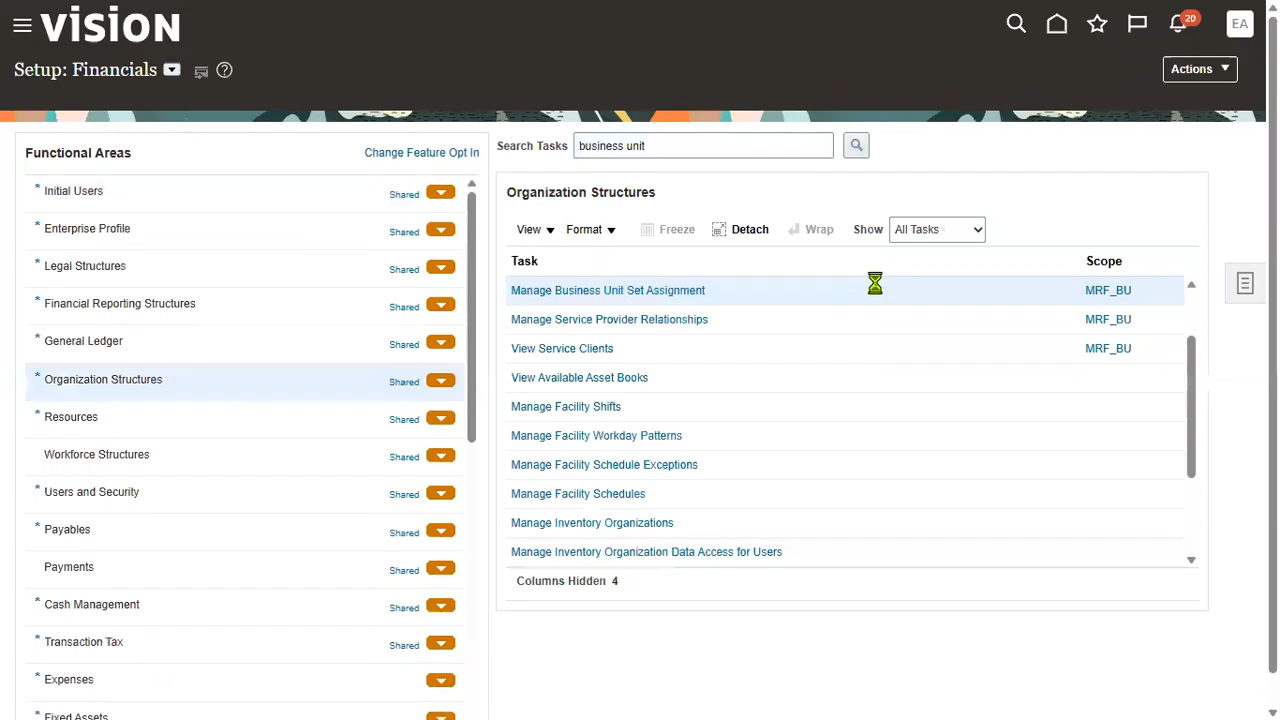 vision
20
EA
Setup: Financials
Actions
Functional Areas
Change Feature Opt In
* Initial Users Shared
* Enterprise Profile Shared
* Legal Structures Shared
* Financial Reporting Structures Shared
* General Ledger Shared
* Organization Structures Shared
* Resources Shared
Workforce Structures Shared
* Users and Security Shared
* Payables Shared
Payments Shared
* Cash Management Shared
* Transaction Tax Shared
* Expenses
* Fixed Assets
Search Tasks business unit
Organization Structures
View Format Freeze Detach Wrap Show All Tasks
Task Scope
Manage Business Unit Set Assignment MRF_BU
Manage Service Provider Relationships MRF_BU
View Service Clients MRF_BU
View Available Asset Books
Manage Facility Shifts
Manage Facility Workday Patterns
Manage Facility Schedule Exceptions
Manage Facility Schedules
Manage Inventory Organizations
Manage Inventory Organization Data Access for Users
Columns Hidden 4